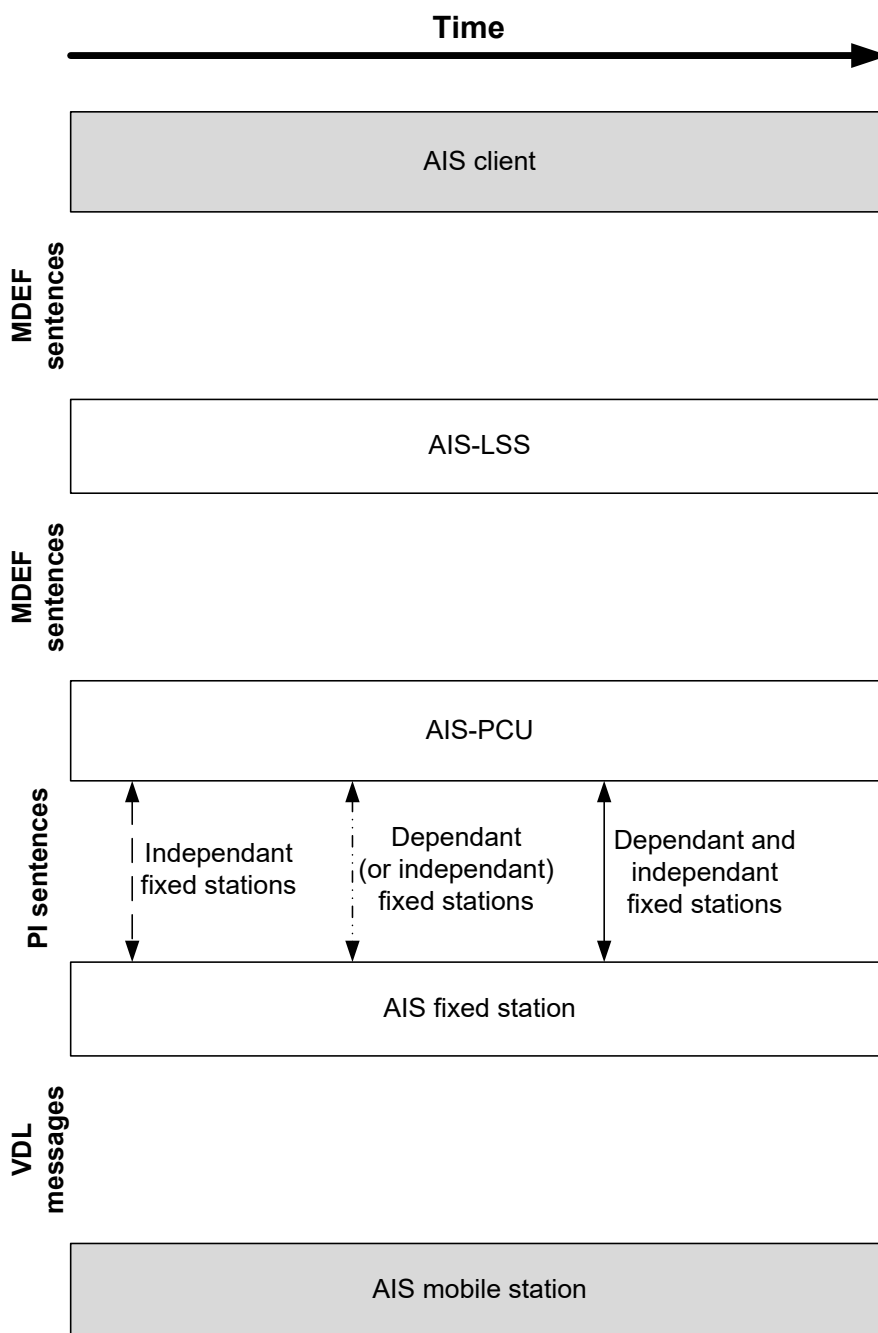 Time
AIS client
MDEF
sentences
AIS-LSS
MDEF
sentences
AIS-PCU
PI sentences
Independant
fixed stations
Dependant
(or independant)
fixed stations
Dependant and
independant
fixed stations
AIS fixed station
VDL
messages
AIS mobile station